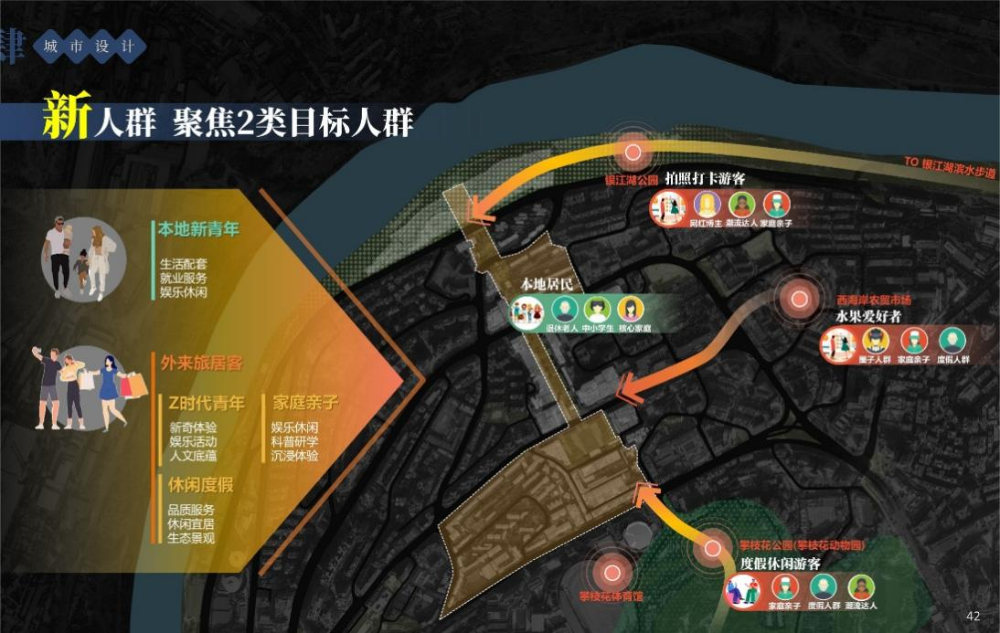 肆
城市设计
新人群 聚焦2类目标人群
本地新青年
生活配套
就业服务
娱乐休闲
外来旅居客
Z时代青年
新奇体验
娱乐活动
人文底蕴
家庭亲子
娱乐休闲
科普研学
沉浸体验
休闲度假
品质服务
休闲宜居
生态景观
TO 银江湖滨水步道
银江湖公园
拍照打卡游客
网红博主 潮流达人 家庭亲子
本地居民
退休老人 中小学生 核心家庭
西海岸农贸市场
水果爱好者
圈子人群 家庭亲子 度假人群
攀枝花公园(攀枝花动物园)
度假休闲游客
家庭亲子 度假人群 潮流达人
攀枝花体育馆
42